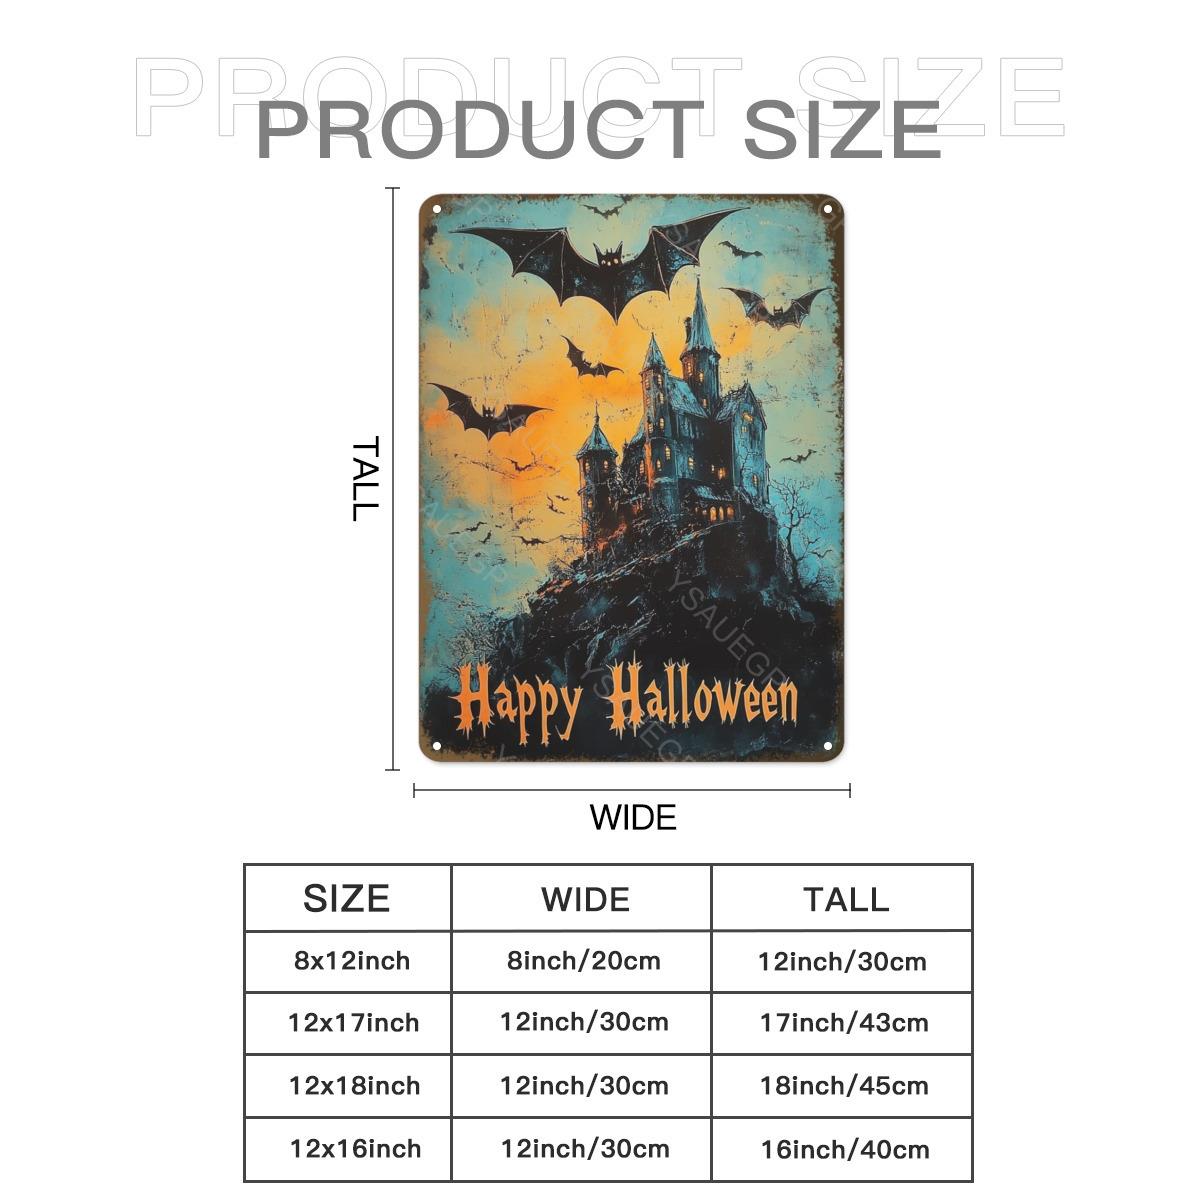 PRODUCT SIZE
PRODUCT SIZE
TALL
YSAUEGR
Happy Halloween
WIDE
SIZE WIDE TALL
8x12inch 8inch/20cm 12inch/30cm
12x17inch 12inch/30cm 17inch/43cm
12x18inch 12inch/30cm 18inch/45cm
12x16inch 12inch/30cm 16inch/40cm